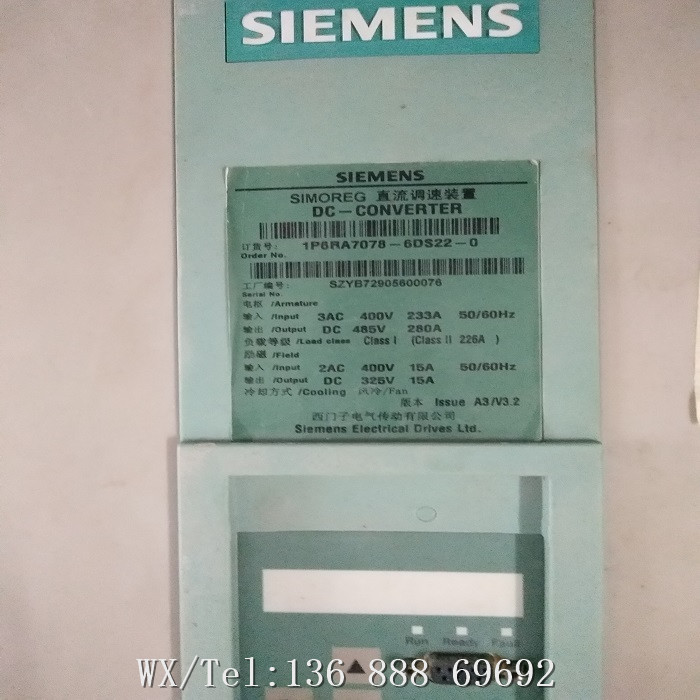 SIEMENS
SIEMENS
SIMOREG 直流调速装置
DC-CONVERTER
订货号: 1P6RA7078-6DS22-0
Order No.
工厂编号: SZYB72905600076
Serial No.
电枢 /Armature
输入 /Input 3AC 400V 233A 50/60Hz
输出 /Output DC 485V 280A
负载等级 /Load class Class I (Class II 226A )
励磁 /Field
输入 /Input 2AC 400V 15A 50/60Hz
输出 /Output DC 325V 15A
冷却方式 /Cooling 风冷/Fan
版本 Issue A3/V3.2
西门子电气传动有限公司
Siemens Electrical Drives Ltd.
Run Ready Fault
WX/Tel:136 888 69692